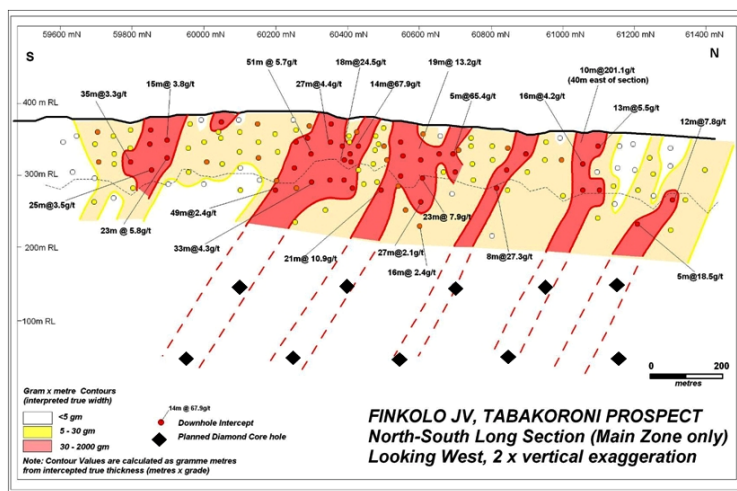 59600 mN 59800 mN 60000 mN 60200 mN 60400 mN 60600 mN 60800 mN 61000 mN 61200 mN 61400 mN
S
N
51m @ 5.7g/t
18m@24.5g/t
19m @ 13.2g/t
10m@201.1g/t
(40m east of section)
35m@3.3g/t
15m@ 3.8g/t
27m@4.4g/t
14m@67.9g/t
5m@65.4g/t
16m@4.2g/t
13m@5.5g/t
12m@7.8g/t
400 m RL
300m RL
200m RL
100m RL
25m@3.5g/t
23m @ 5.8g/t
49m@2.4g/t
33m@4.3g/t
21m @ 10.9g/t
27m@2.1g/t
16m@ 2.4g/t
23m@ 7.9g/t
8m@27.3g/t
5m@18.5g/t
0 200
metres
Gram x metre Contours
(interpreted true width)
<5 gm
5 - 30 gm
30 - 2000 gm
14m @ 67.9g/t
Downhole Intercept
Planned Diamond Core hole
Note: Contour Values are calculated as gramme metres
from intercepted true thickness (metres x grade)
FINKOLO JV, TABAKORONI PROSPECT
North-South Long Section (Main Zone only)
Looking West, 2 x vertical exaggeration